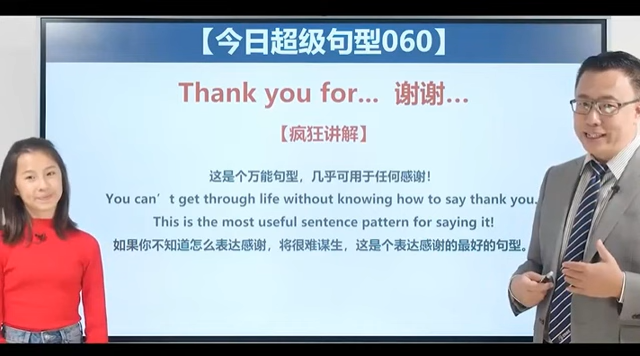 【今日超级句型060】
Thank you for... 谢谢...
【疯狂讲解】
这是个万能句型，几乎可用于任何感谢！
You can't get through life without knowing how to say thank you.
This is the most useful sentence pattern for saying it!
如果你不知道怎么表达感谢，将很难谋生，这是个表达感谢的最好的句型。